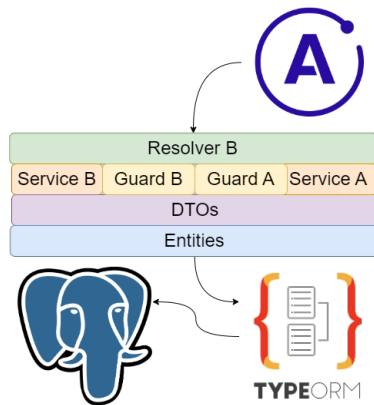 A
Resolver B
Service B Guard B Guard A Service A
DTOs
Entities
TYPEORM